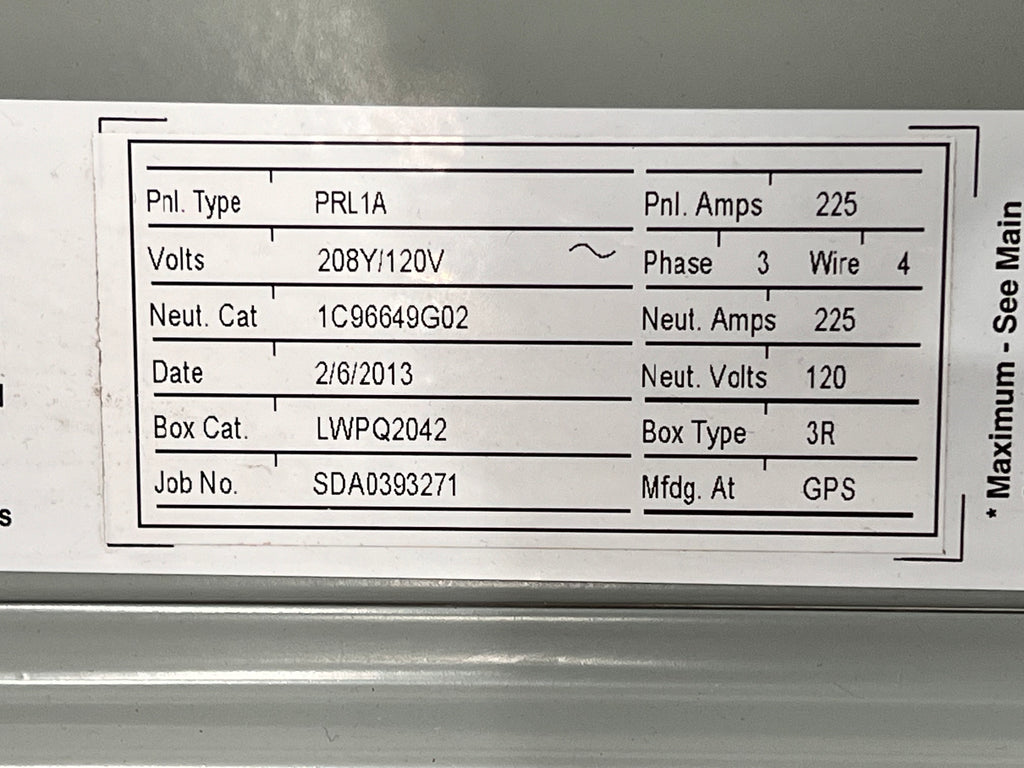 Pnl. Type PRL1A Pnl. Amps 225
Volts 208Y/120V ~ Phase 3 Wire 4
Neut. Cat 1C96649G02 Neut. Amps 225
Date 2/6/2013 Neut. Volts 120
Box Cat. LWPQ2042 Box Type 3R
Job No. SDA0393271 Mfdg. At GPS
* Maximum - See Main
s